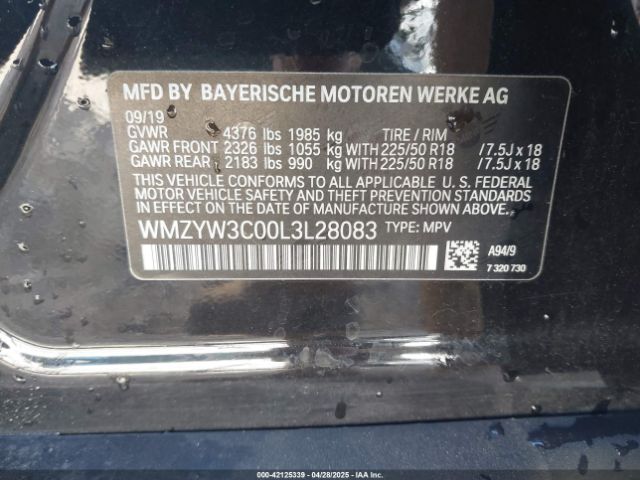 MFD BY BAYERISCHE MOTOREN WERKE AG
09/19
GVWR 4376 lbs 1985 kg TIRE / RIM
GAWR FRONT 2326 lbs 1055 kg WITH 225/50 R18 /7.5J x 18
GAWR REAR 2183 lbs 990 kg WITH 225/50 R18 /7.5J x 18
THIS VEHICLE CONFORMS TO ALL APPLICABLE U. S. FEDERAL
MOTOR VEHICLE SAFETY AND THEFT PREVENTION STANDARDS
IN EFFECT ON THE DATE OF MANUFACTURE SHOWN ABOVE.
WMZYW3C00L3L28083 TYPE: MPV
A94/9
7 320 730
000-42125339 04/28/2025 - Copyright © IAA, LLC